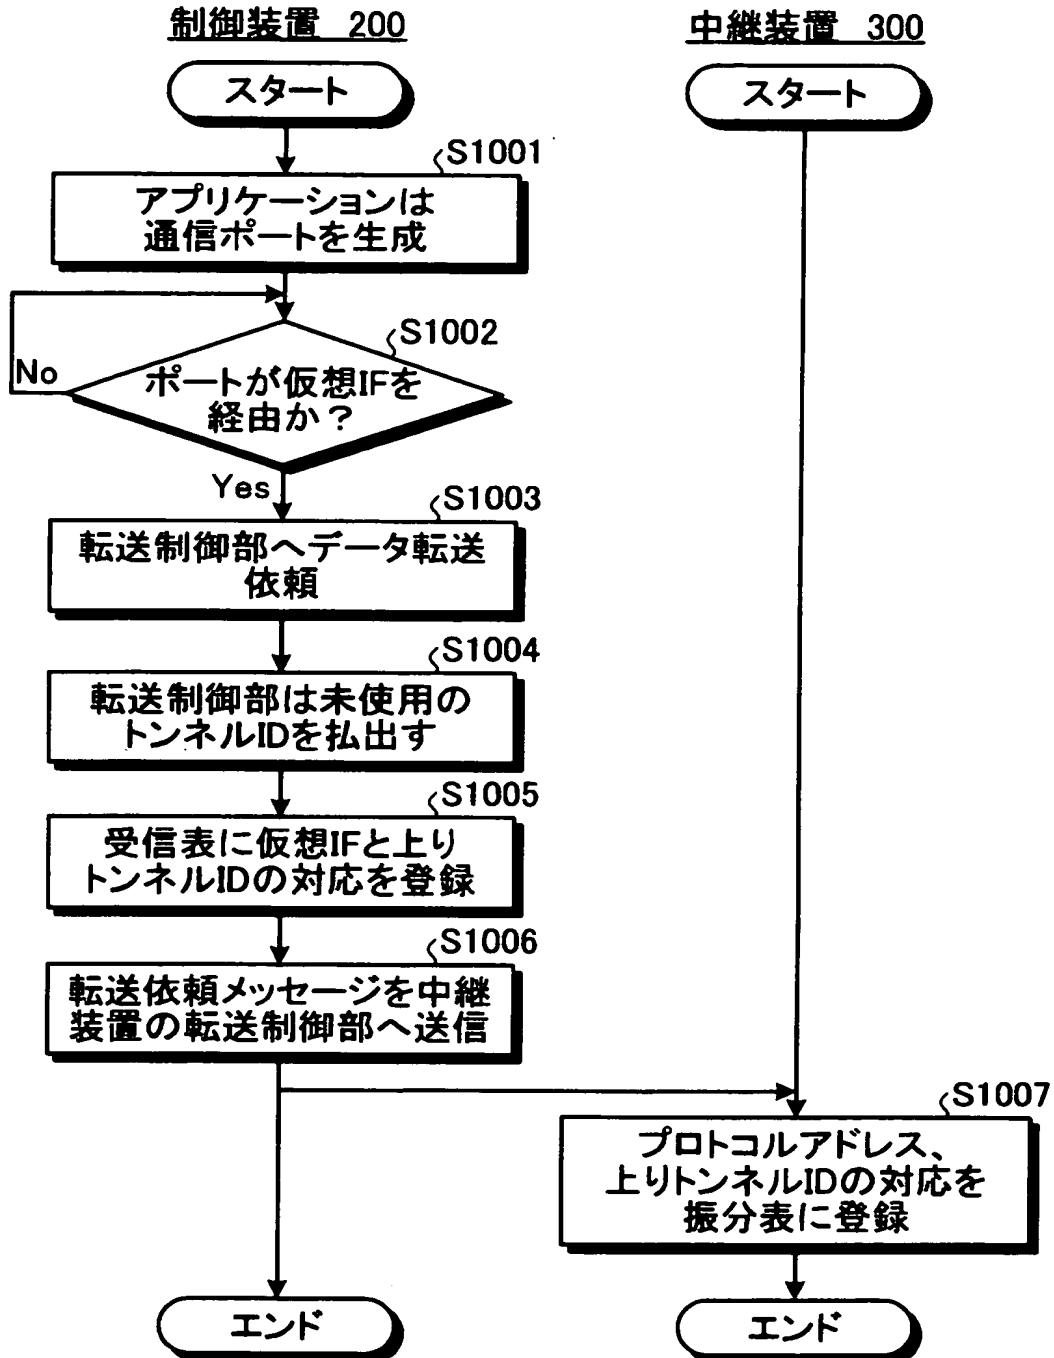 制御装置 200
中継装置 300
スタート
スタート
S1001
アプリケーションは
通信ポートを生成
S1002
No
ポートが仮想IFを
経由か？
Yes
S1003
転送制御部へデータ転送
依頼
S1004
転送制御部は未使用の
トンネルIDを払出す
S1005
受信表に仮想IFと上り
トンネルIDの対応を登録
S1006
転送依頼メッセージを中継
装置の転送制御部へ送信
S1007
プロトコルアドレス、
上りトンネルIDの対応を
振分表に登録
エンド
エンド